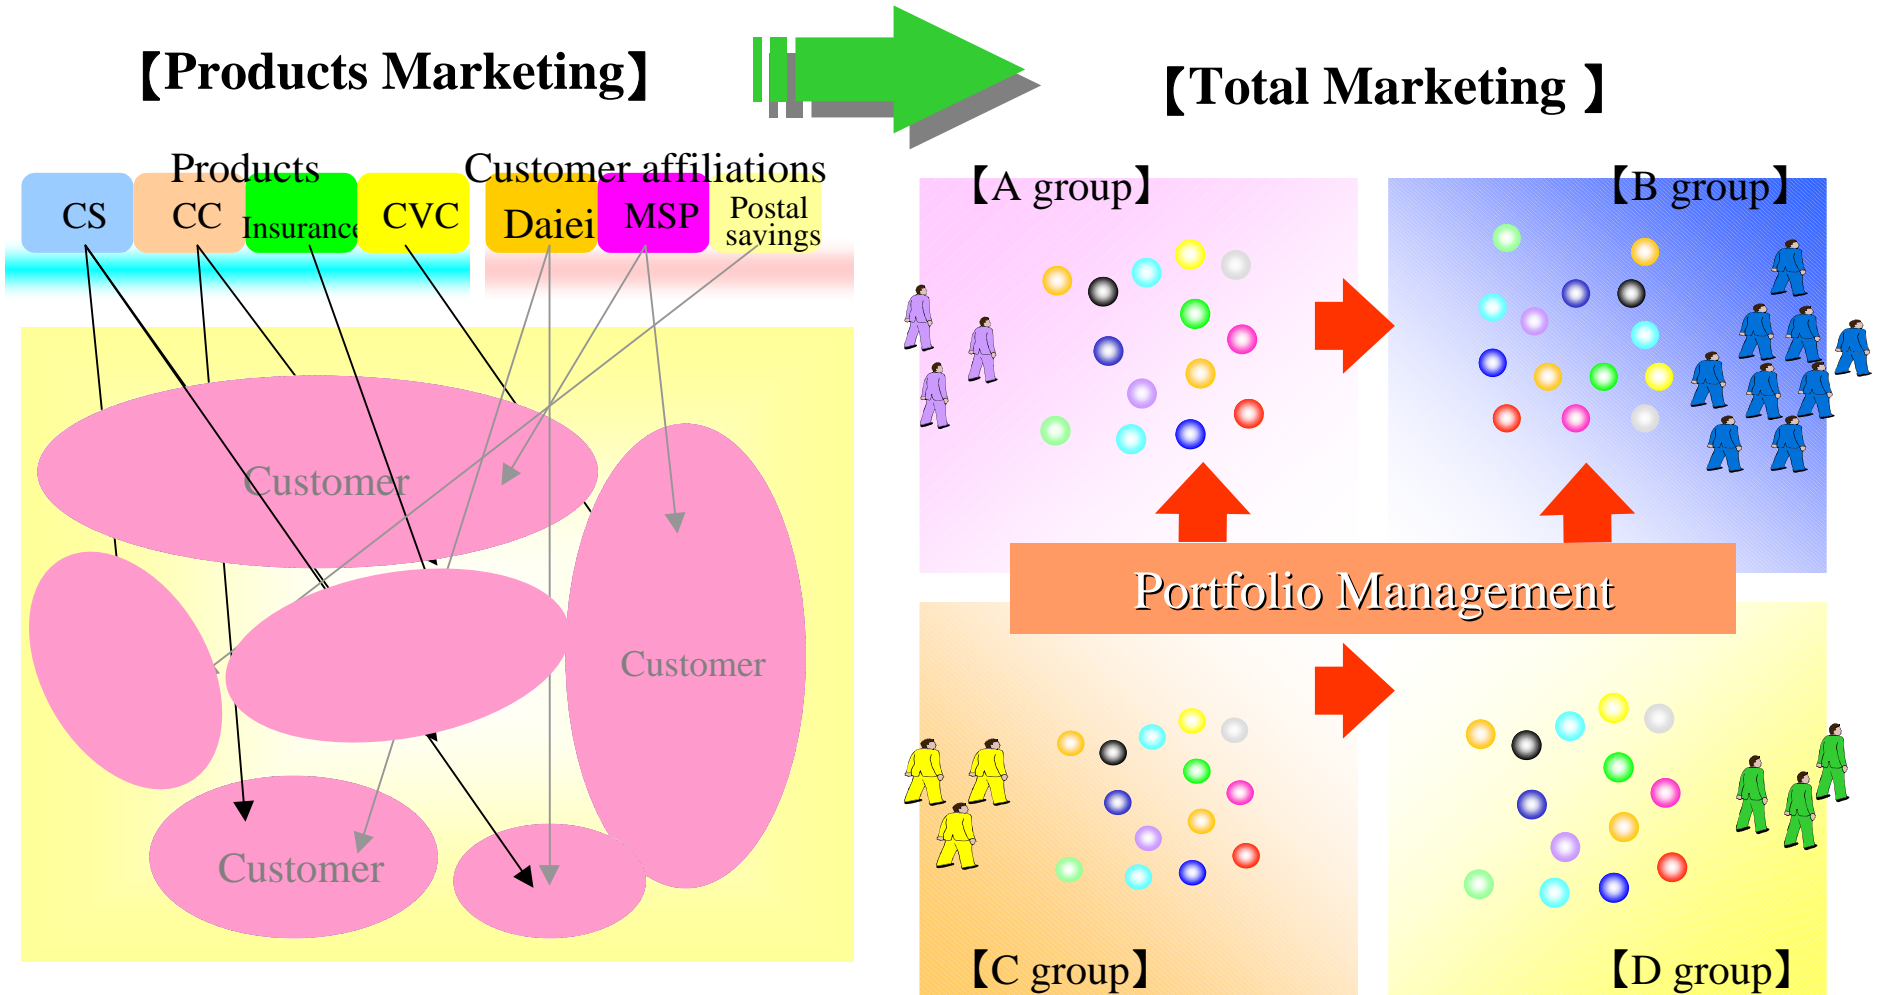 【Products Marketing】
【Total Marketing 】
Products
Customer affiliations
CS
CC
Insurance
CVC
Daiei
MSP
Postal
savings
Customer
Customer
Customer
【A group】
【B group】
Portfolio Management
【C group】
【D group】